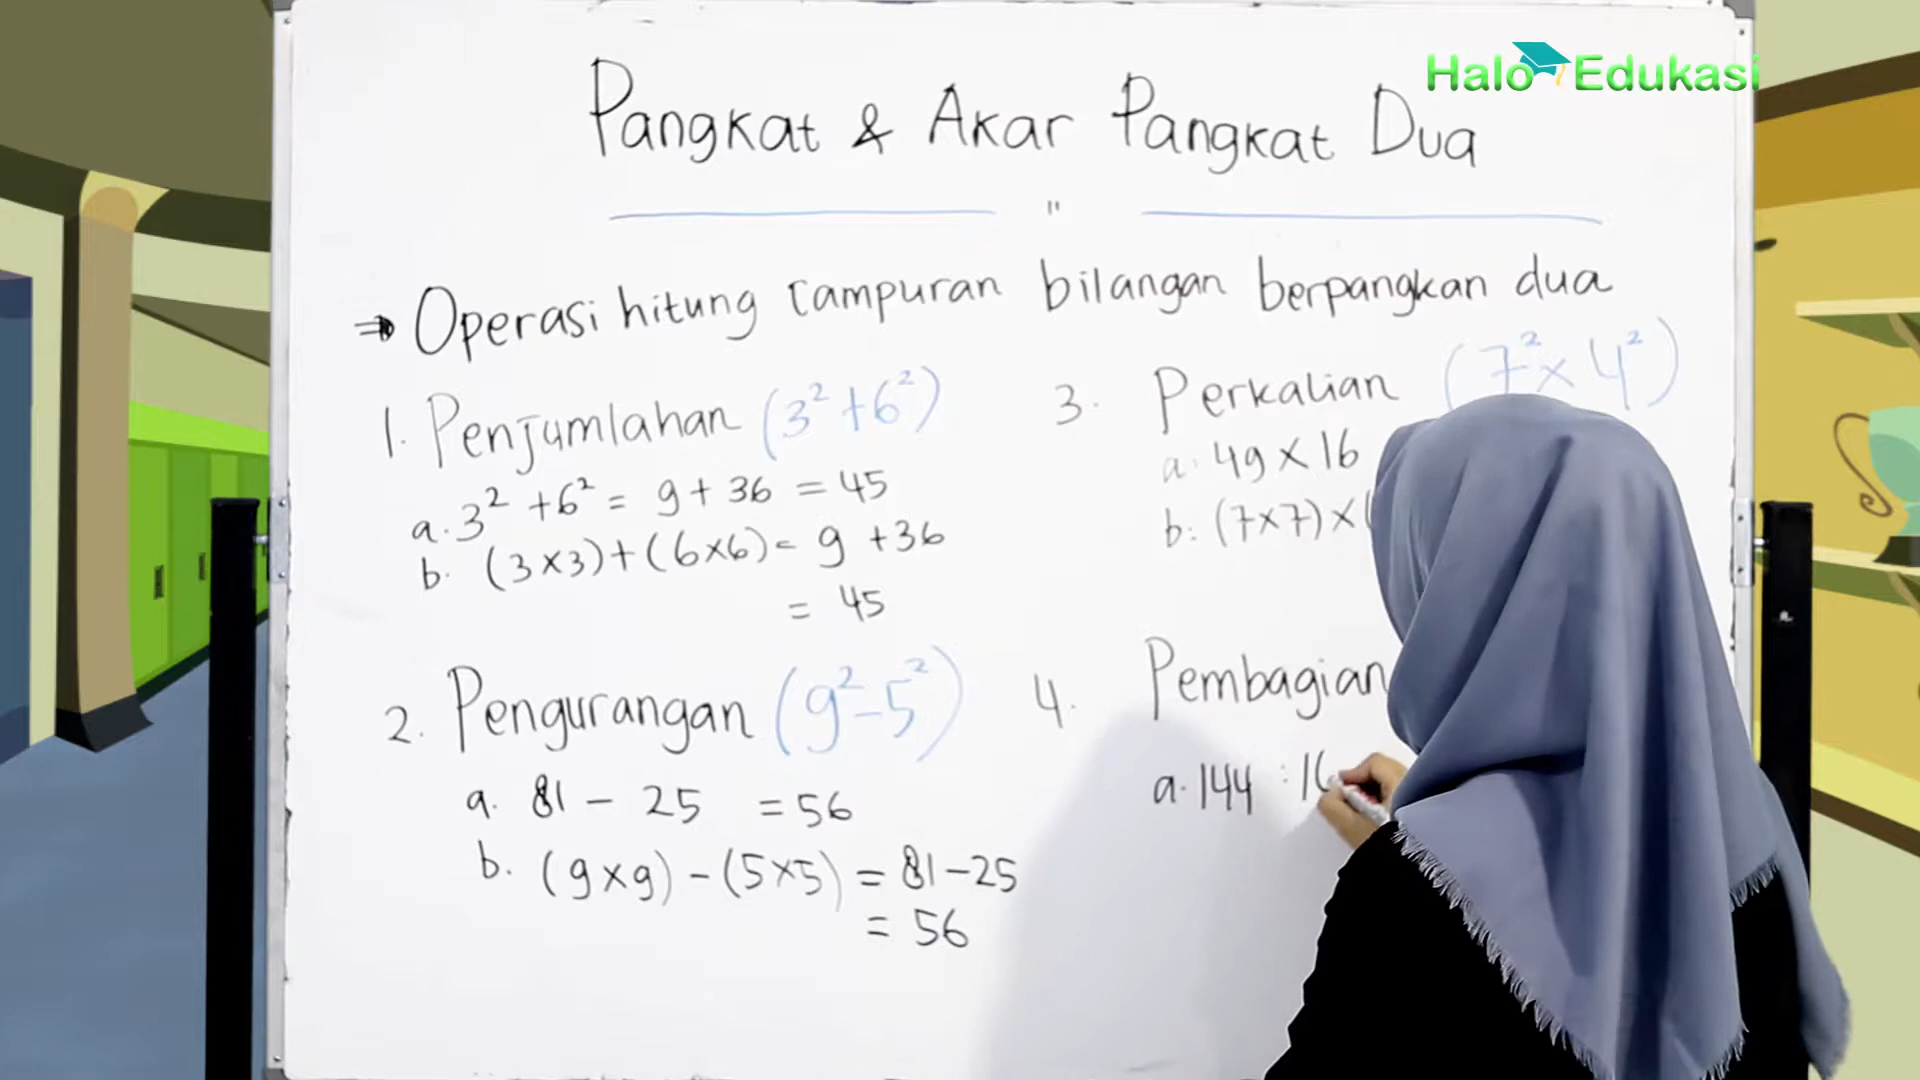 Halo Edukasi
Pangkat & Akar Pangkat Dua
"
⇒ Operasi hitung campuran bilangan berpangkan dua
1. Penjumlahan (3² + 6²)
a. 3² + 6² = 9 + 36 = 45
b. (3 × 3) + (6 × 6) = 9 + 36
= 45
2. Pengurangan (9² - 5²)
a. 81 - 25 = 56
b. (9 × 9) - (5 × 5) = 81 - 25
= 56
3. Perkalian (7² × 4²)
a. 49 × 16
b. (7 × 7) × (
4. Pembagian
a. 144 : 16